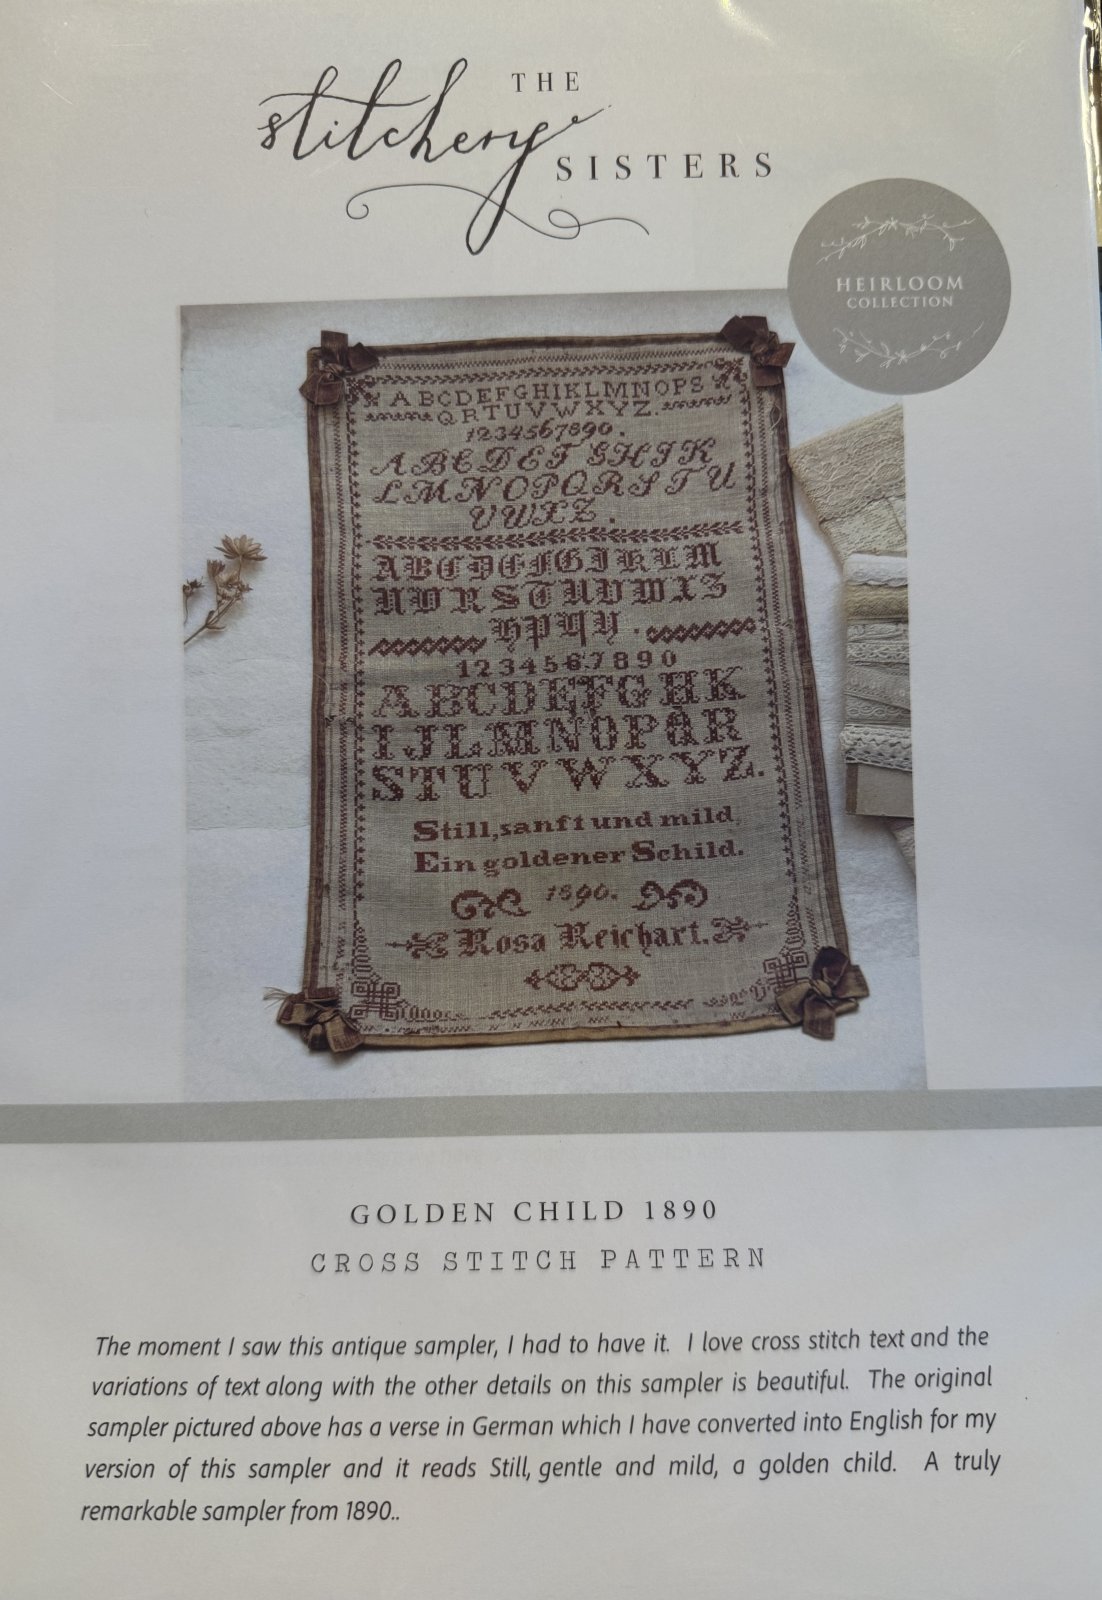 THE
stitchery
SISTERS
HEIRLOOM
COLLECTION
ABCDEFGHIKLMNOPS
QRTUVWXYZ.
1234567890.
ABCDEF GHIK
LMNOPQRSTU
VWXZ.
ABCDEFGIKLM
1234567890
ABCDEFGHK
IJLMNOPQR
STUVWXYZ.
Still, sanft und mild
Ein goldener Schild.
1890.
Rosa Reichart.
GOLDEN CHILD 1890
CROSS STITCH PATTERN
The moment I saw this antique sampler, I had to have it. I love cross stitch text and the
variations of text along with the other details on this sampler is beautiful. The original
sampler pictured above has a verse in German which I have converted into English for my
version of this sampler and it reads Still, gentle and mild, a golden child. A truly
remarkable sampler from 1890..